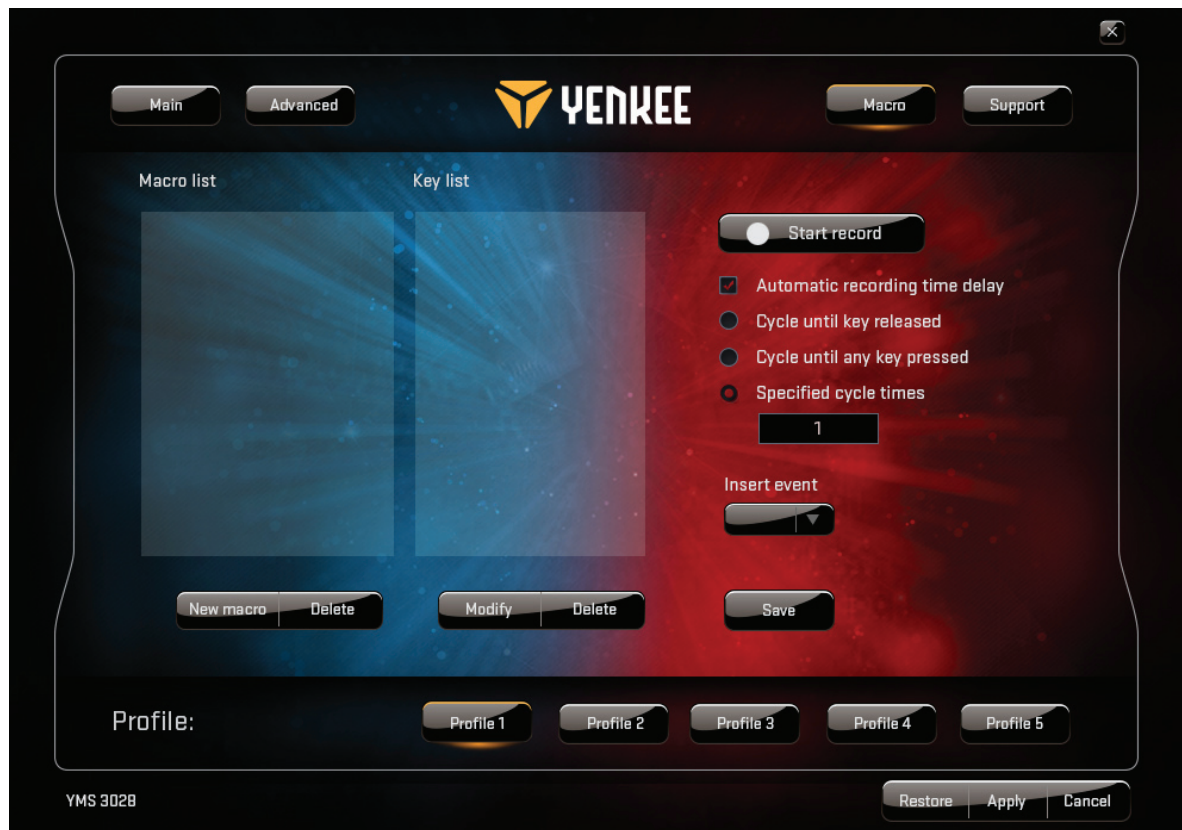 Main
Advanced
YENKEE
Macro
Support
Macro list
Key list
Start record
Automatic recording time delay
Cycle until key released
Cycle until any key pressed
Specified cycle times
1
Insert event
New macro
Delete
Modify
Delete
Save
Profile:
Profile 1
Profile 2
Profile 3
Profile 4
Profile 5
YMS 3028
Restore
Apply
Cancel